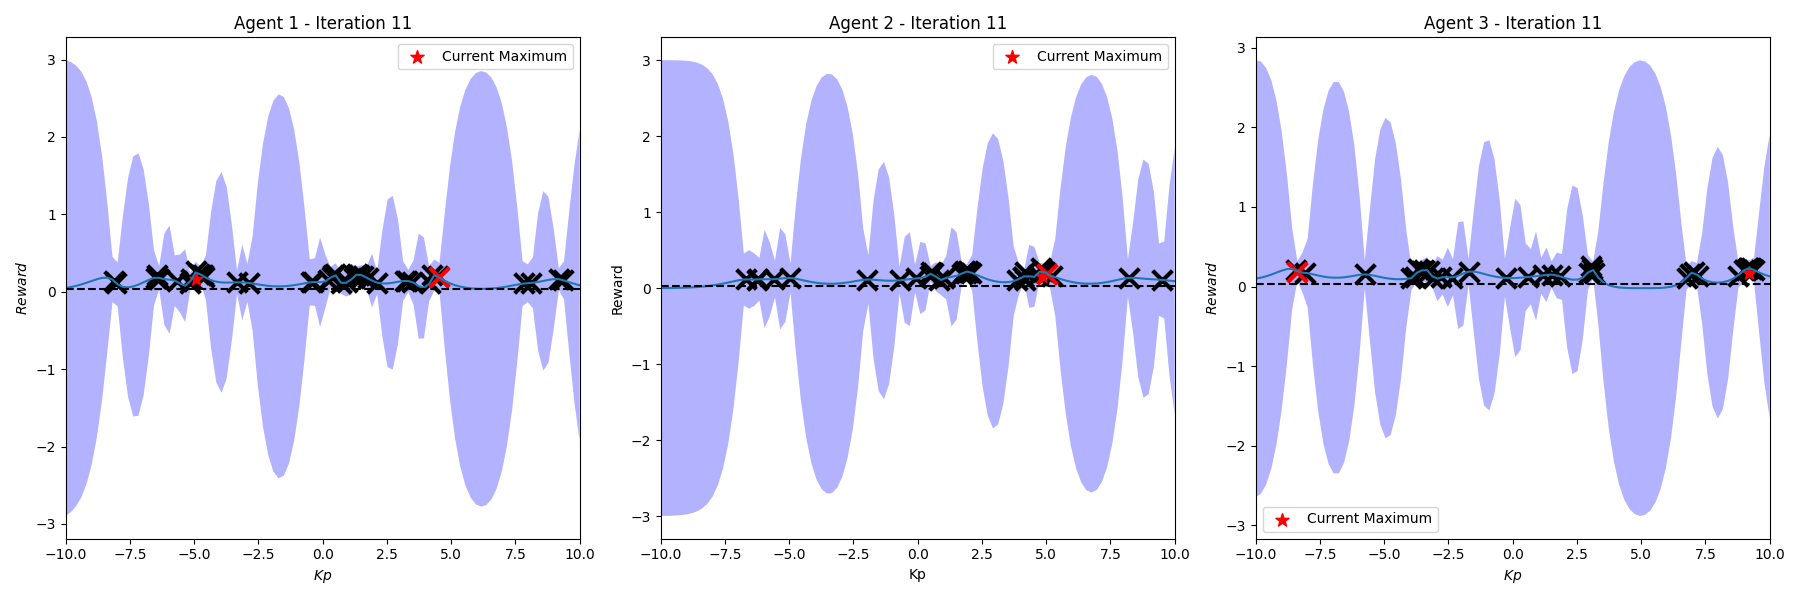 Agent 1 - Iteration 11
Current Maximum
Reward
3
2
1
0
−1
−2
−3
−10.0 −7.5 −5.0 −2.5 0.0 2.5 5.0 7.5 10.0
Kp
Agent 2 - Iteration 11
Current Maximum
Reward
3
2
1
0
−1
−2
−3
−10.0 −7.5 −5.0 −2.5 0.0 2.5 5.0 7.5 10.0
Kp
Agent 3 - Iteration 11
Reward
3
2
1
0
−1
−2
−3
Current Maximum
−10.0 −7.5 −5.0 −2.5 0.0 2.5 5.0 7.5 10.0
Kp